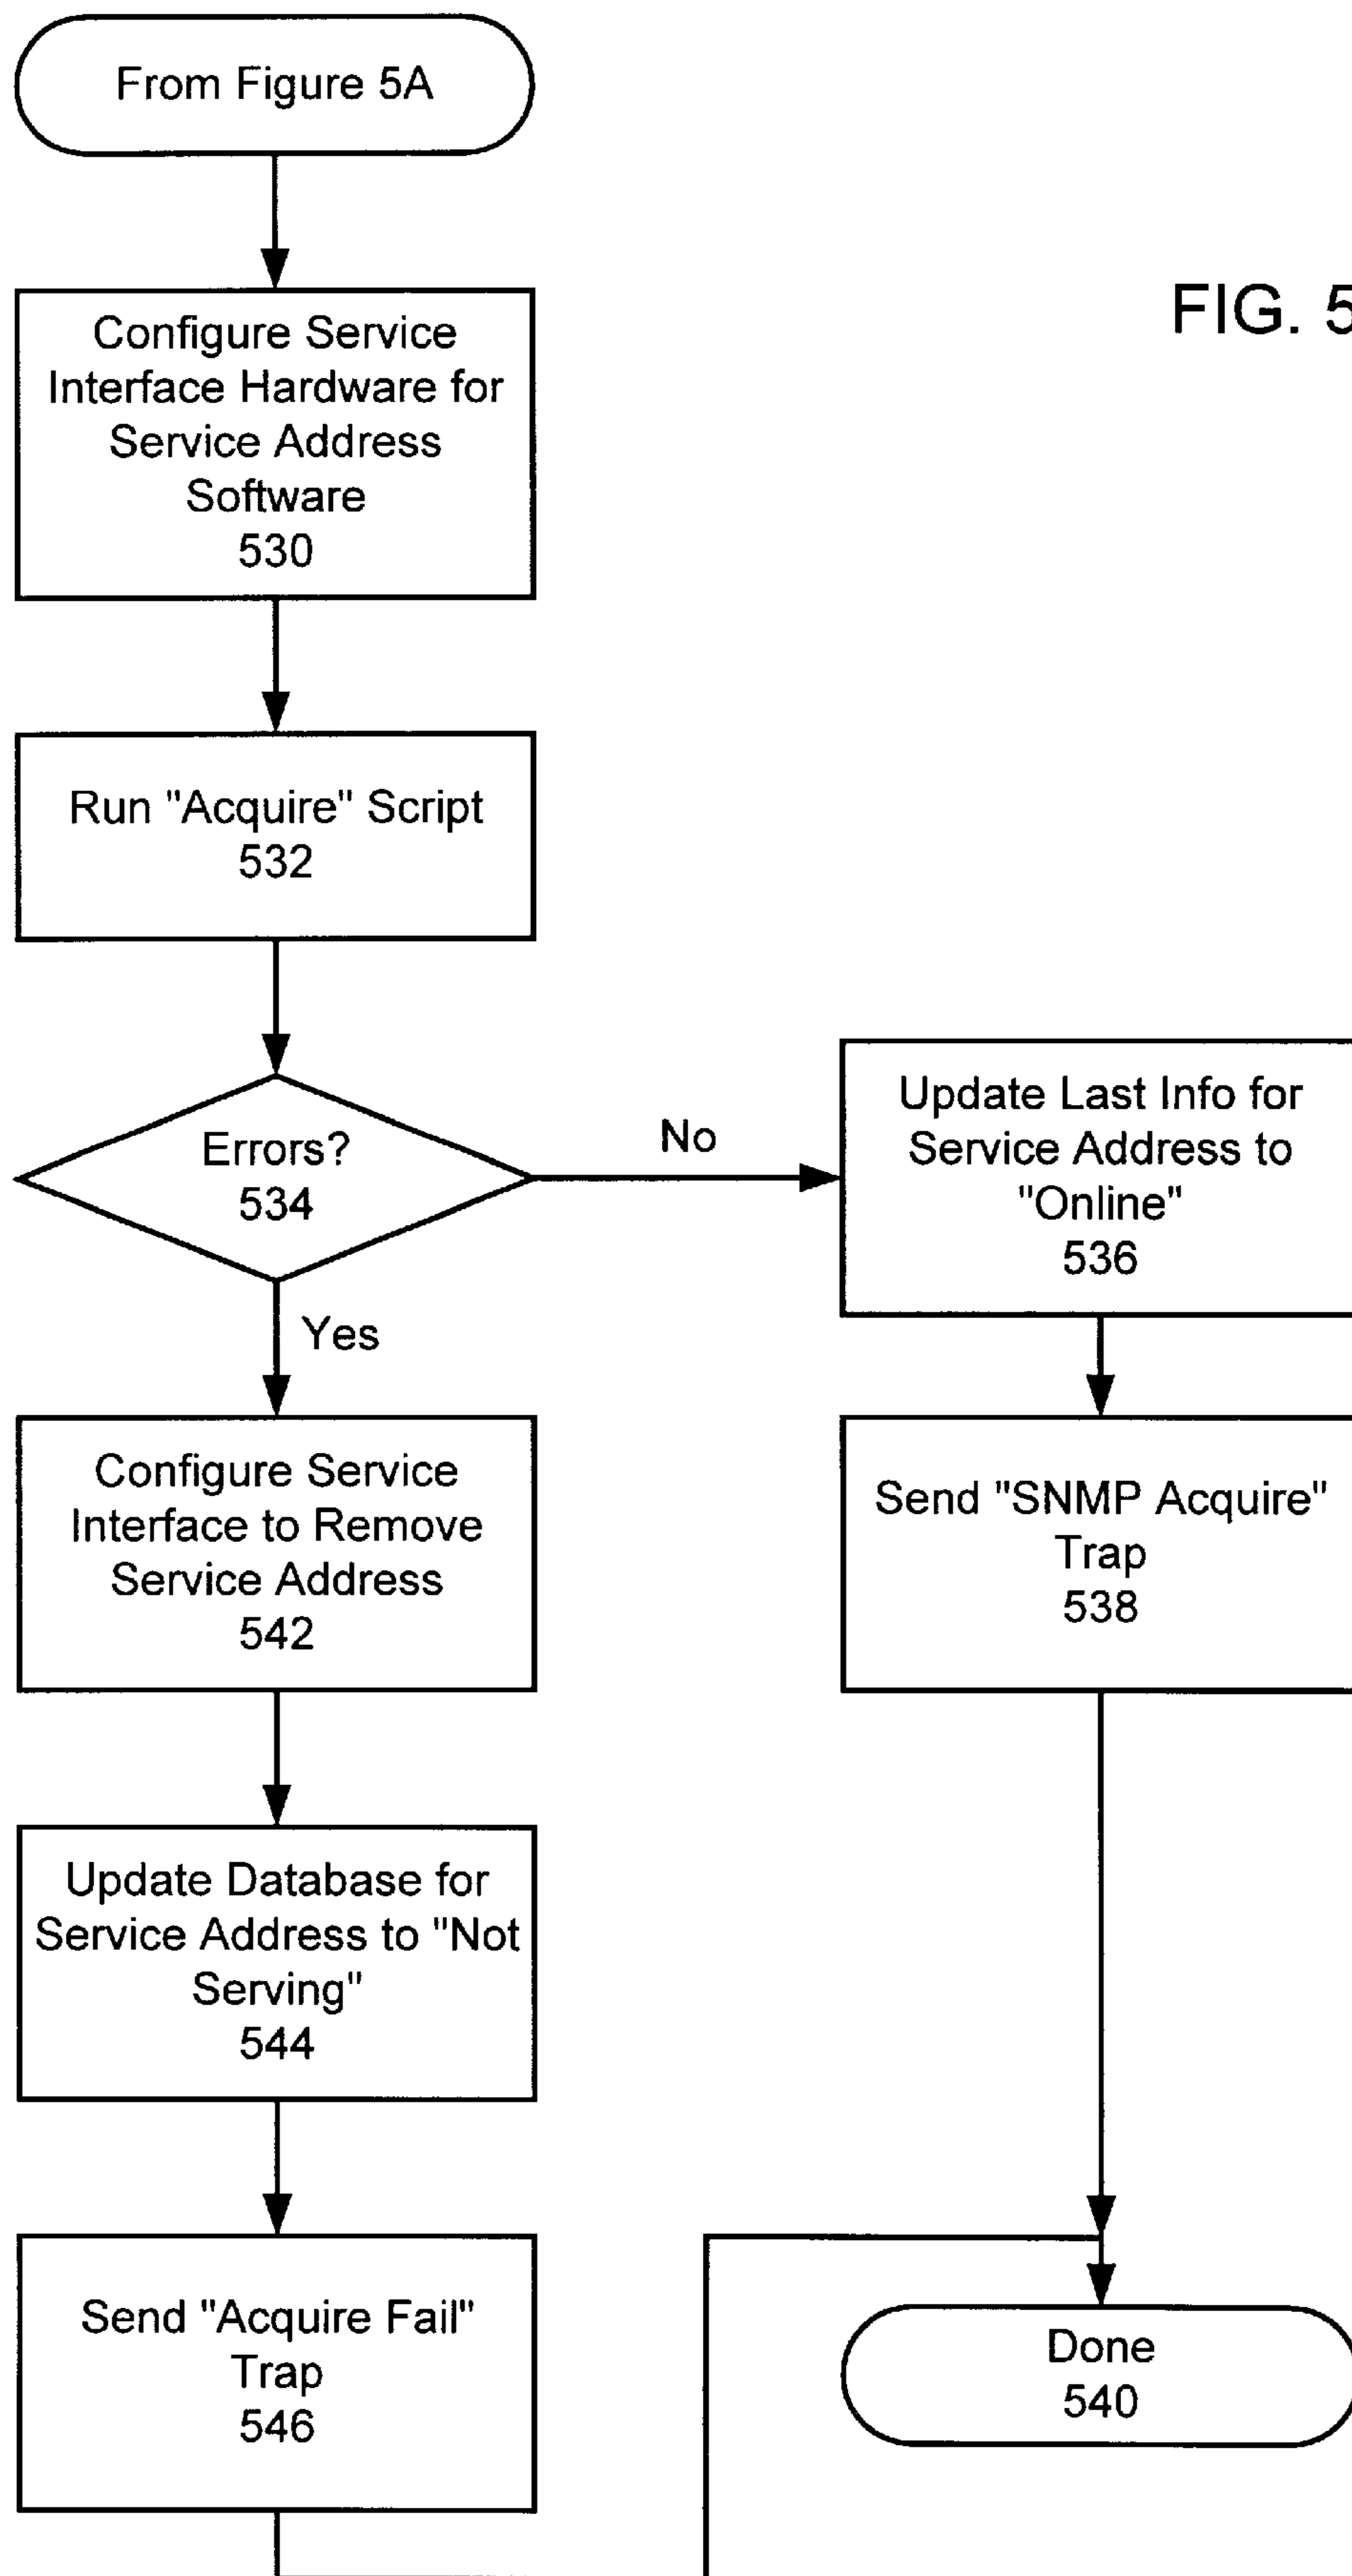 From Figure 5A
FIG. 5
Configure Service
Interface Hardware for
Service Address
Software
530
Run "Acquire" Script
532
Errors?
534
No
Yes
Update Last Info for
Service Address to
"Online"
536
Send "SNMP Acquire"
Trap
538
Configure Service
Interface to Remove
Service Address
542
Update Database for
Service Address to "Not
Serving"
544
Send "Acquire Fail"
Trap
546
Done
540